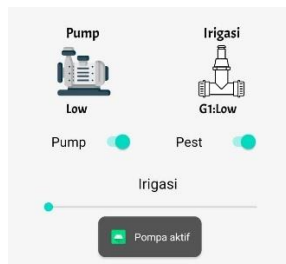 Pump Irigasi
Low G1:Low
Pump Pest
Irigasi
Pompa aktif